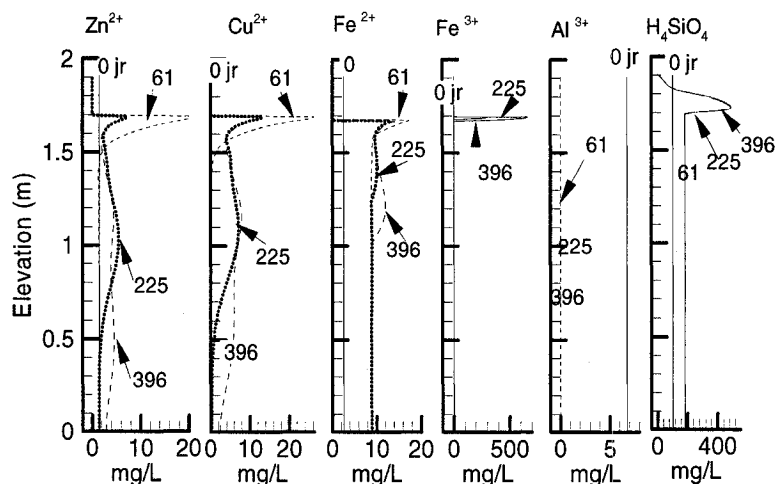 Zn2+ Cu2+ Fe2+ Fe3+ Al3+ H4SiO4
2 0 jr 61 0 jr 61 0 61 0 jr 225 0 jr 0 jr
396
1.5 225 396 61 225 396
61
396
1 225 225 225
Elevation (m)
396
0.5 396 396
0
0 10 20 0 10 20 0 10 20 0 500 0 5 0 400
mg/L mg/L mg/L mg/L mg/L mg/L